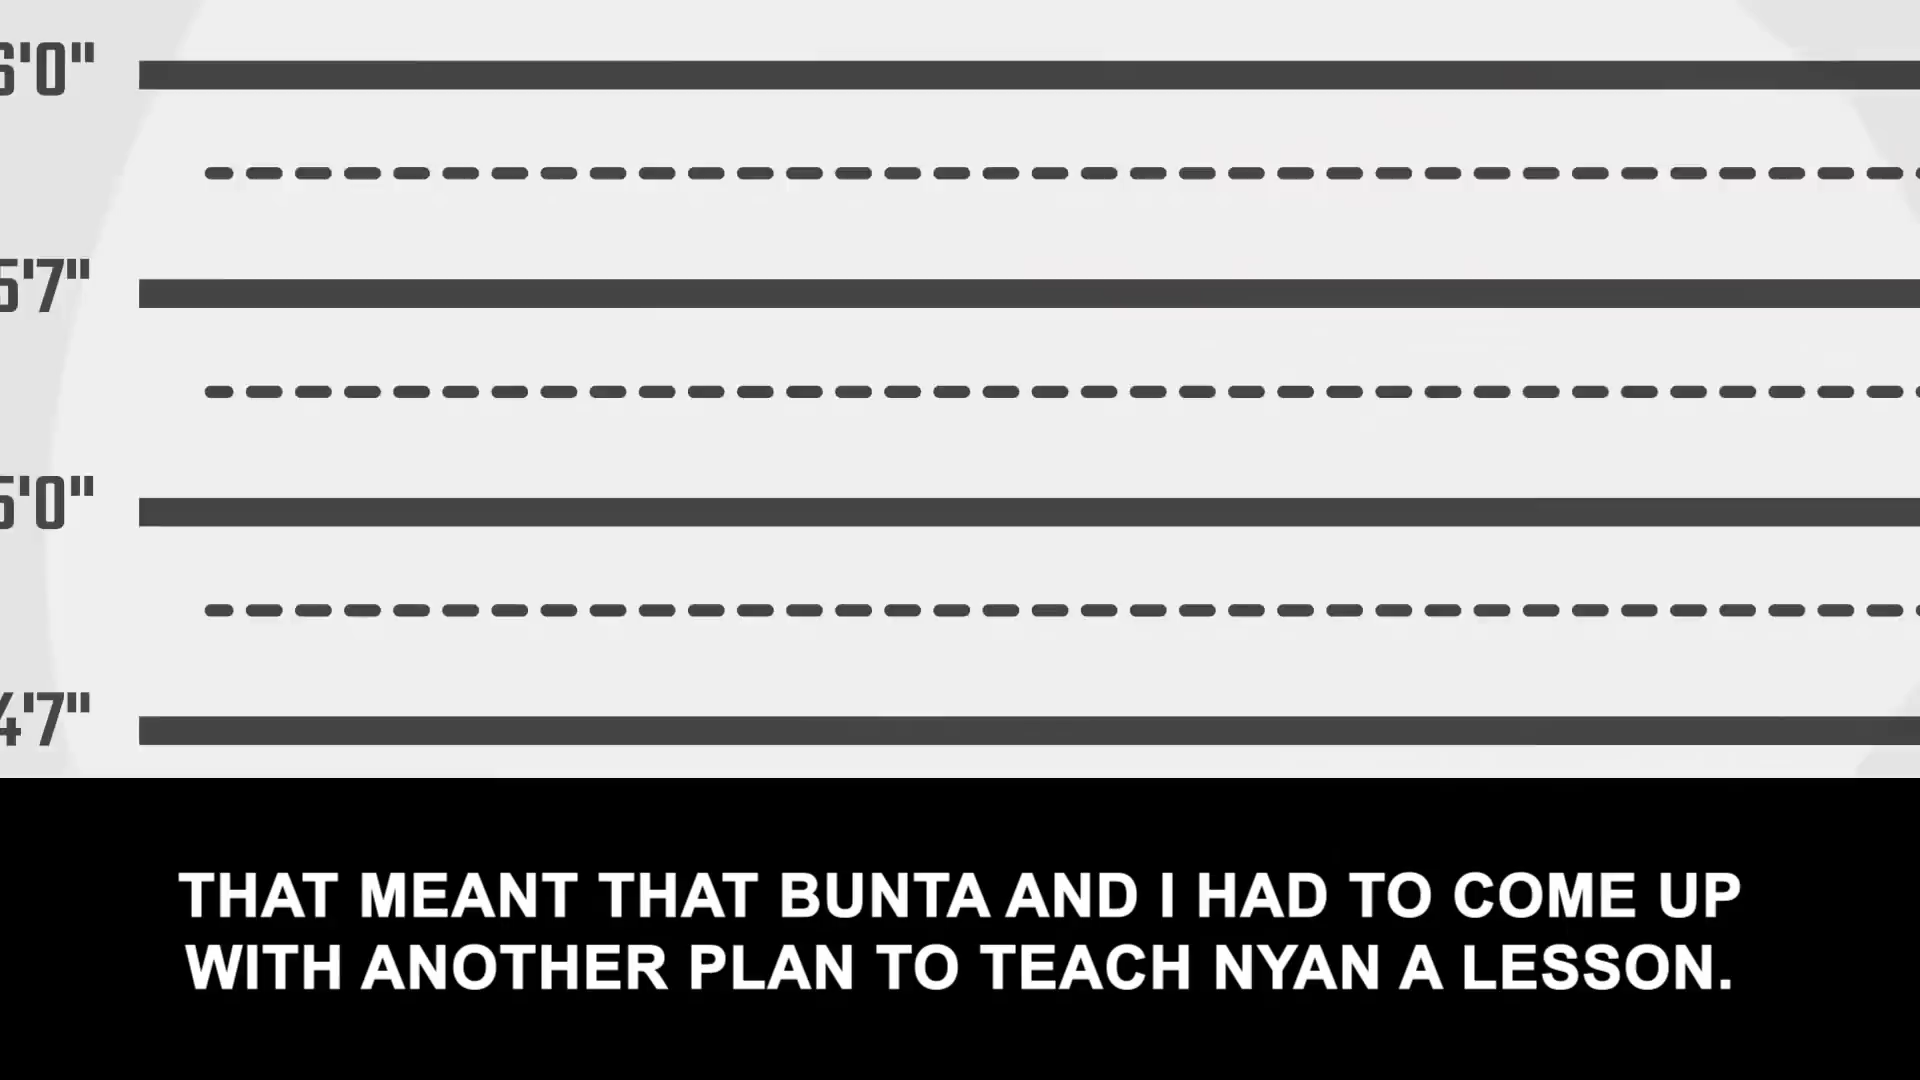 6'0"
5'7"
5'0"
4'7"
THAT MEANT THAT BUNTA AND I HAD TO COME UP
WITH ANOTHER PLAN TO TEACH NYAN A LESSON.